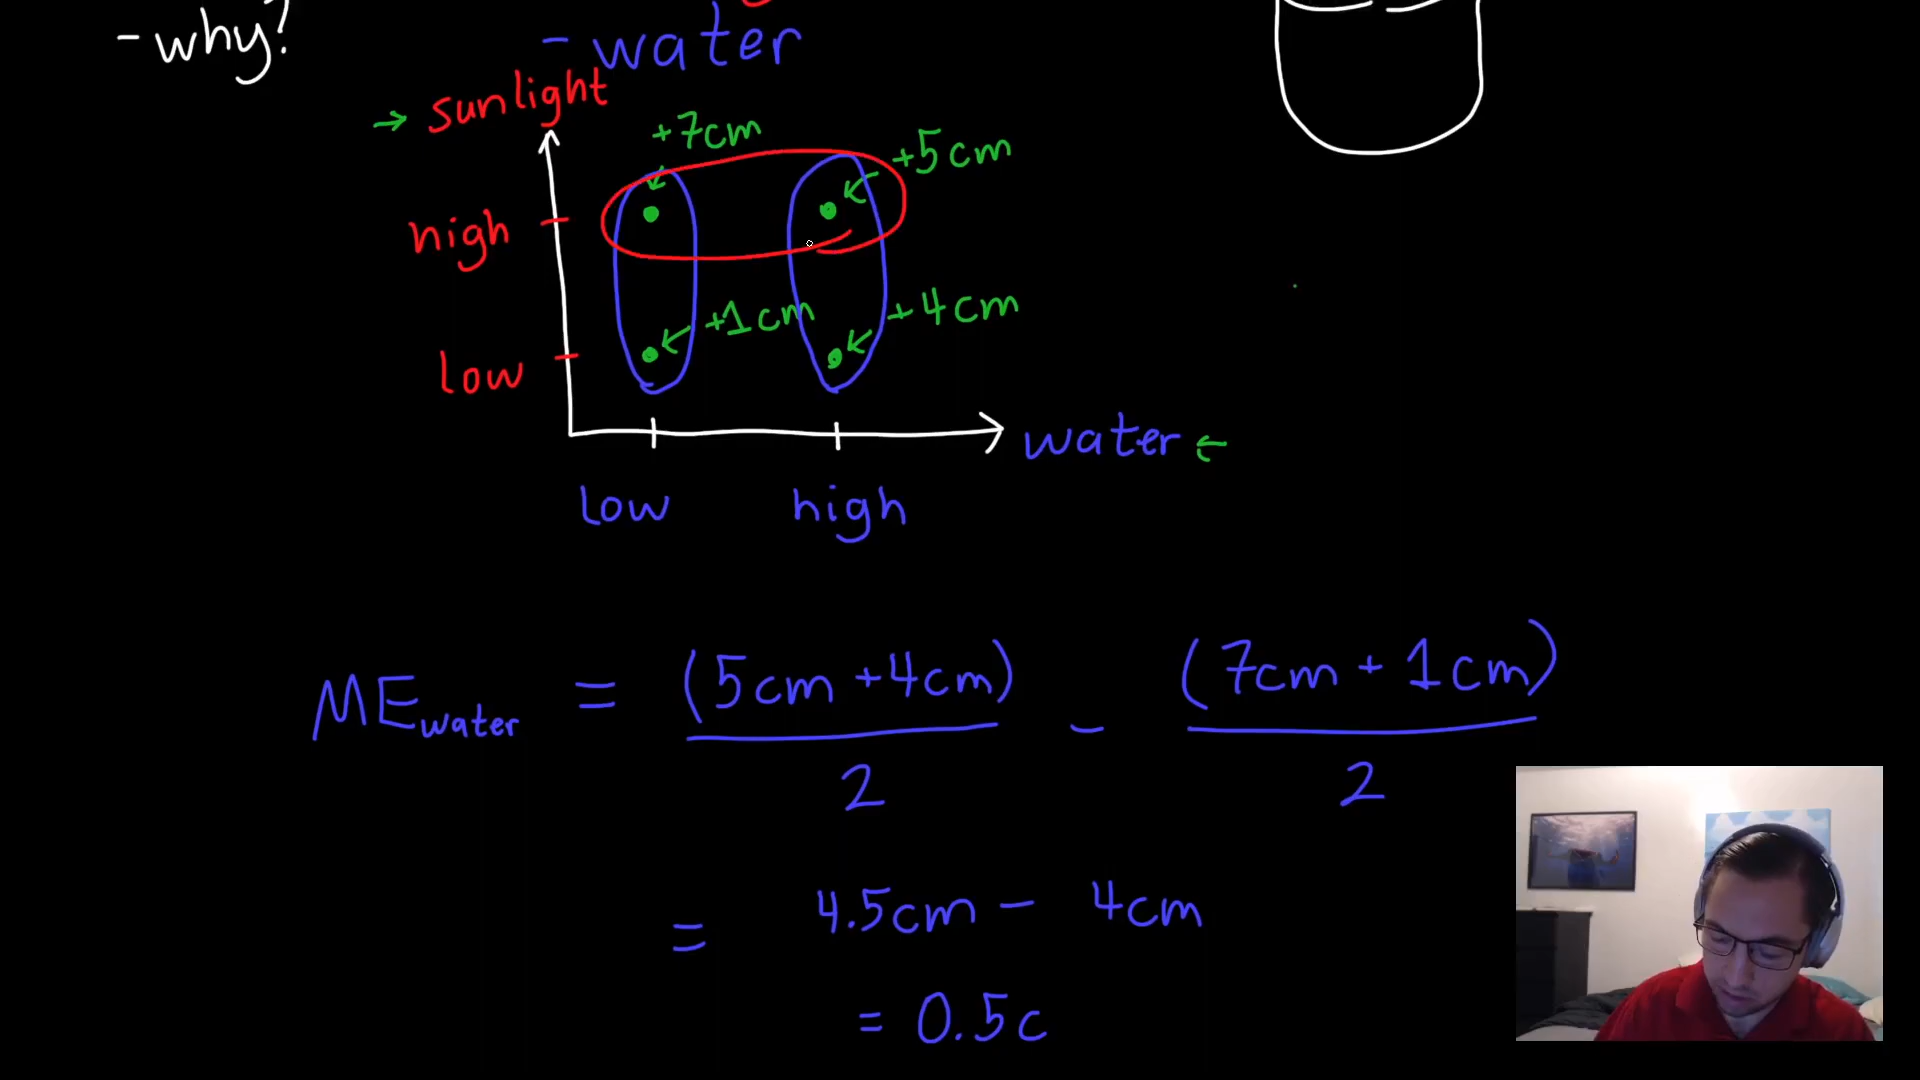 -why?
- water
→ sunlight
+7cm
+5cm
high
+1cm
+4cm
low
water ←
low high
MEwater = (5cm +4cm) / 2 - (7cm + 1cm) / 2
= 4.5cm - 4cm
= 0.5c